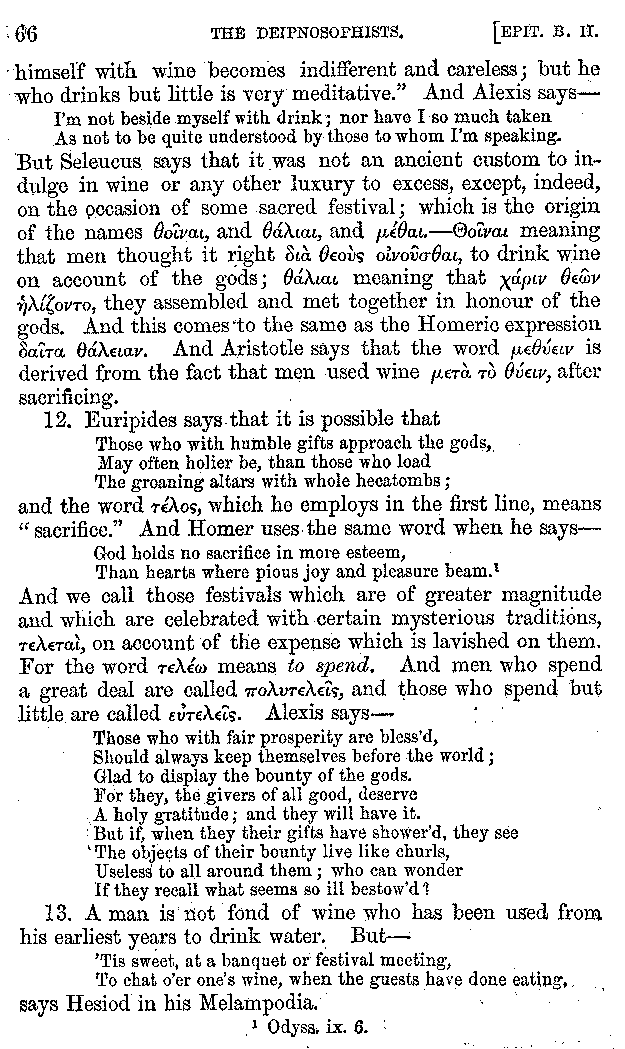 66 THE DEIPNOSOPHISTS. [EPIT. B. II.
himself with wine becomes indifferent and careless; but he
who drinks but little is very meditative.” And Alexis says—
I'm not beside myself with drink; nor have I so much taken
As not to be quite understood by those to whom I'm speaking.
But Seleucus says that it was not an ancient custom to in-
dulge in wine or any other luxury to excess, except, indeed,
on the occasion of some sacred festival; which is the origin
of the names θοῖναι, and θάλιαι, and μέθαι.—Θοῖναι meaning
that men thought it right διὰ θεοὺς οἰνοῦσθαι, to drink wine
on account of the gods; θάλιαι meaning that χάριν θεῶν
ἡλίζοντο, they assembled and met together in honour of the
gods. And this comes to the same as the Homeric expression
δαῖτα θάλειαν. And Aristotle says that the word μεθύειν is
derived from the fact that men used wine μετὰ τὸ θύειν, after
sacrificing.
12. Euripides says that it is possible that
Those who with humble gifts approach the gods,
May often holier be, than those who load
The groaning altars with whole hecatombs;
and the word τέλος, which he employs in the first line, means
“sacrifice.” And Homer uses the same word when he says—
God holds no sacrifice in more esteem,
Than hearts where pious joy and pleasure beam.¹
And we call those festivals which are of greater magnitude
and which are celebrated with certain mysterious traditions,
τελεταὶ, on account of the expense which is lavished on them.
For the word τελέω means to spend. And men who spend
a great deal are called πολυτελεῖς, and those who spend but
little are called εὐτελεῖς. Alexis says—
Those who with fair prosperity are bless'd,
Should always keep themselves before the world;
Glad to display the bounty of the gods.
For they, the givers of all good, deserve
A holy gratitude; and they will have it.
But if, when they their gifts have shower'd, they see
The objects of their bounty live like churls,
Useless to all around them; who can wonder
If they recall what seems so ill bestow'd?
13. A man is not fond of wine who has been used from
his earliest years to drink water. But—
'Tis sweet, at a banquet or festival meeting,
To chat o'er one's wine, when the guests have done eating,
says Hesiod in his Melampodia.
¹ Odyss. ix. 6.